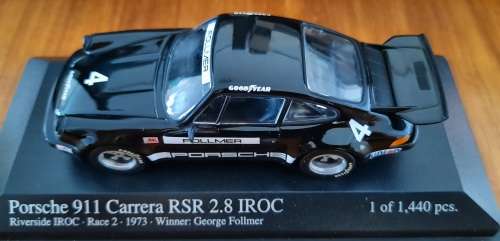 FOLLMER
GOODYEAR
4
FOLLMER
PORSCHE
4
Porsche 911 Carrera RSR 2.8 IROC
1 of 1,440 pcs.
Riverside IROC · Race 2 · 1973 · Winner: George Follmer